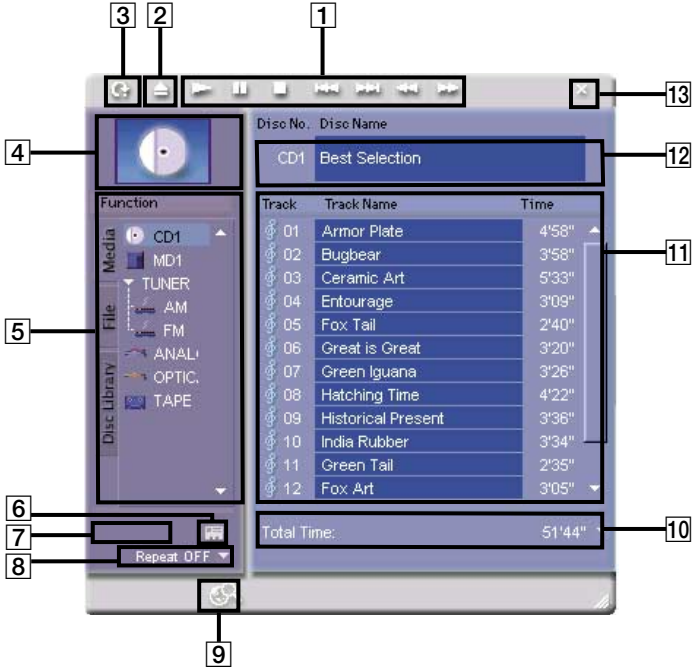 3 2 1
13
Disc No. Disc Name
4
CD1 Best Selection
12
Function
Track Track Name Time
Media
File
Disc Library
CD1
MD1
TUNER
AM
FM
ANAL
OPTIC.
TAPE
5
01 Armor Plate 4'58"
02 Bugbear 3'58"
03 Ceramic Art 5'33"
04 Entourage 3'09"
05 Fox Tail 2'40"
06 Great is Great 3'20"
07 Green Iguana 3'26"
08 Hatching Time 4'22"
09 Historical Present 3'36"
10 India Rubber 3'34"
11 Green Tail 2'35"
12 Fox Art 3'05"
11
6
7
Total Time: 51'44"
10
8
Repeat OFF
9